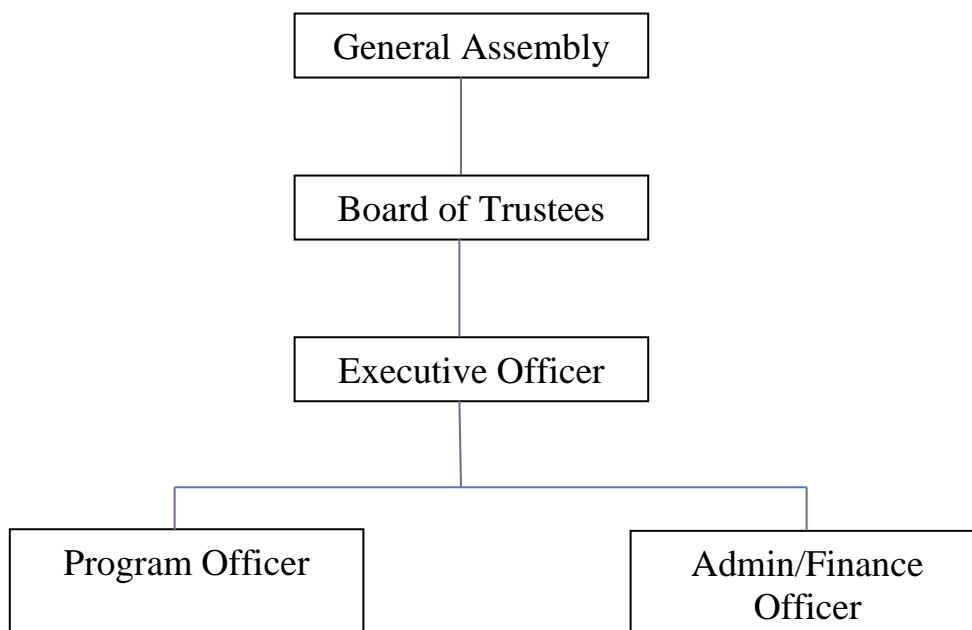 General Assembly
Board of Trustees
Executive Officer
Program Officer
Admin/Finance
Officer